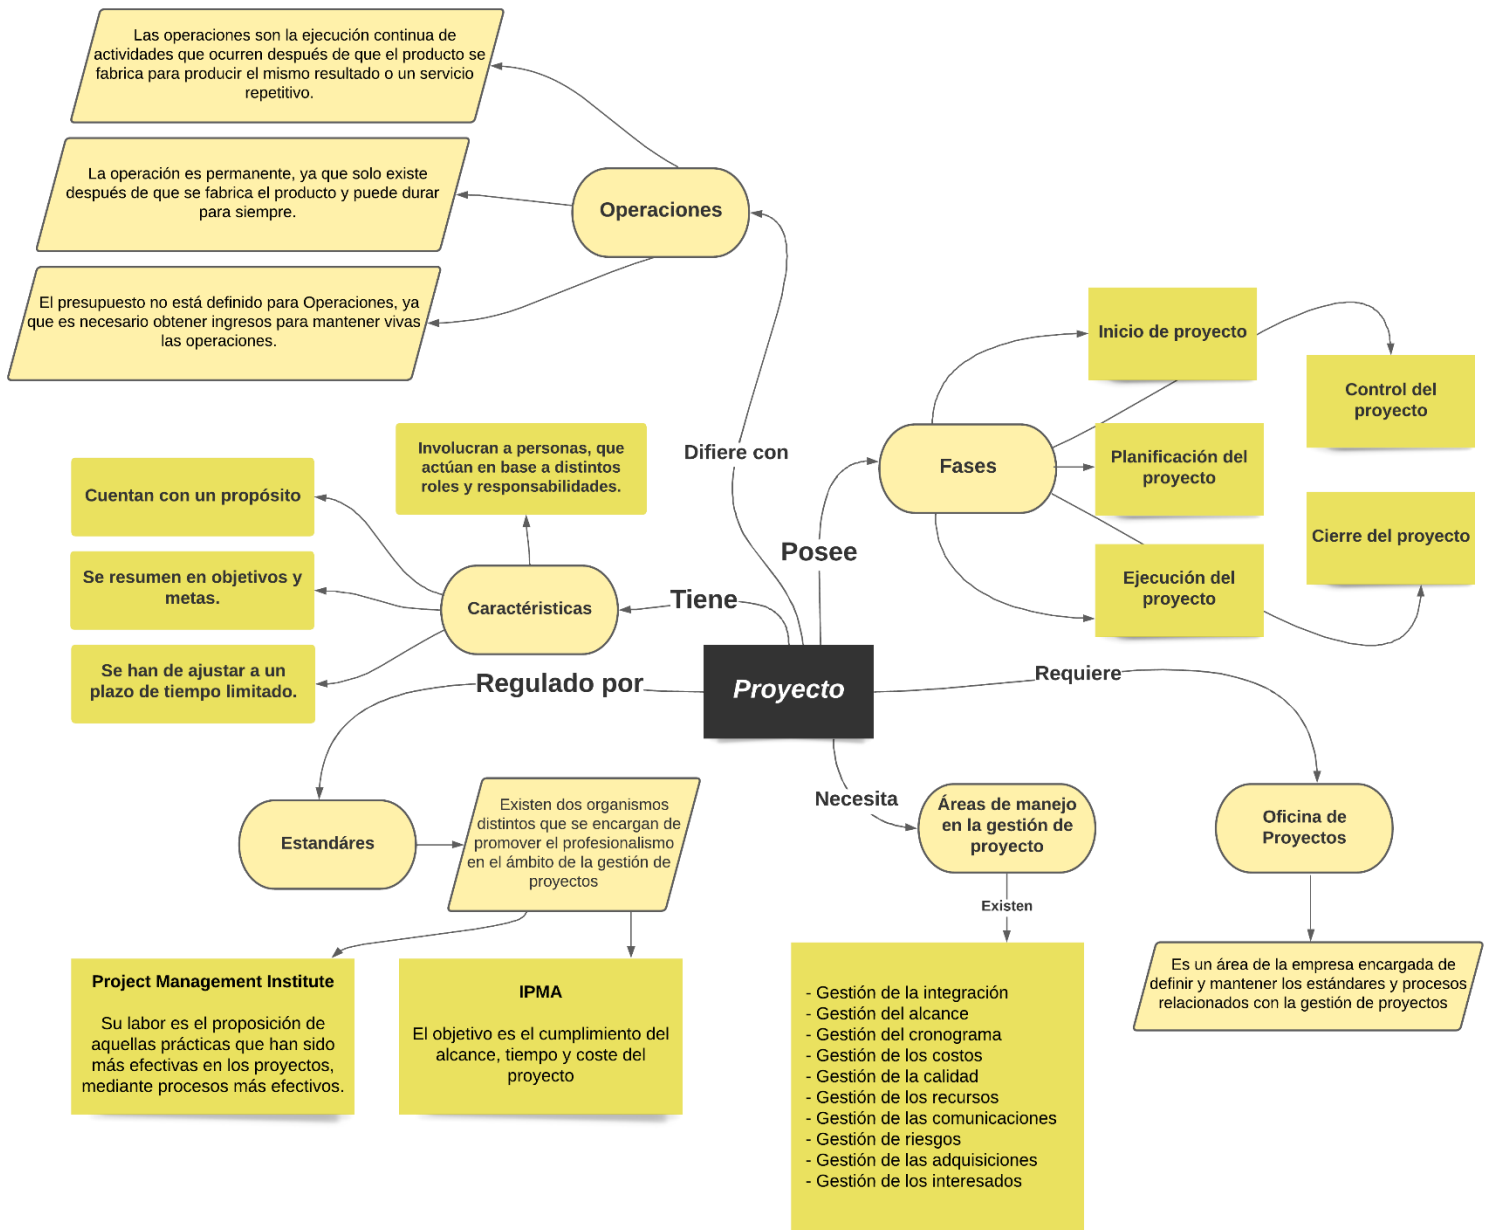 Las operaciones son la ejecución continua de
actividades que ocurren después de que el producto se
fabrica para producir el mismo resultado o un servicio
repetitivo.
La operación es permanente, ya que solo existe
después de que se fabrica el producto y puede durar
para siempre.
El presupuesto no está definido para Operaciones, ya
que es necesario obtener ingresos para mantener vivas
las operaciones.
Operaciones
Difiere con
Inicio de proyecto
Control del
proyecto
Fases
Planificación del
proyecto
Cierre del proyecto
Ejecución del
proyecto
Posee
Involucran a personas, que
actúan en base a distintos
roles y responsabilidades.
Cuentan con un propósito
Se resumen en objetivos y
metas.
Se han de ajustar a un
plazo de tiempo limitado.
Caractéristicas
Tiene
Regulado por
Proyecto
Requiere
Necesita
Estandáres
Existen dos organismos
distintos que se encargan de
promover el profesionalismo
en el ámbito de la gestión de
proyectos
Áreas de manejo
en la gestión de
proyecto
Oficina de
Proyectos
Existen
Project Management Institute
Su labor es el proposición de
aquellas prácticas que han sido
más efectivas en los proyectos,
mediante procesos más efectivos.
IPMA
El objetivo es el cumplimiento del
alcance, tiempo y coste del
proyecto
- Gestión de la integración
- Gestión del alcance
- Gestión del cronograma
- Gestión de los costos
- Gestión de la calidad
- Gestión de los recursos
- Gestión de las comunicaciones
- Gestión de riesgos
- Gestión de las adquisiciones
- Gestión de los interesados
Es un área de la empresa encargada de
definir y mantener los estándares y procesos
relacionados con la gestión de proyectos